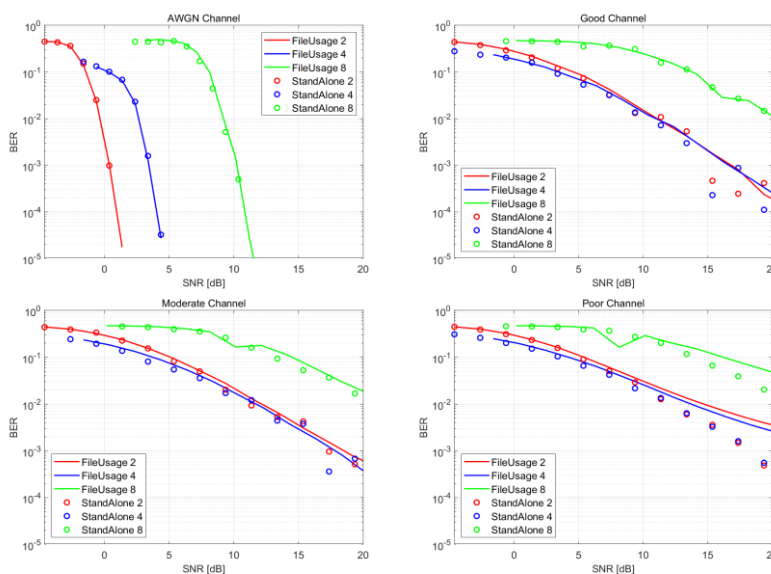 AWGN Channel
10^0
10^-1
10^-2
10^-3
10^-4
10^-5
BER
FileUsage 2
FileUsage 4
FileUsage 8
StandAlone 2
StandAlone 4
StandAlone 8
0 5 10 15 20
SNR [dB]
Good Channel
10^0
10^-1
10^-2
10^-3
10^-4
10^-5
BER
FileUsage 2
FileUsage 4
FileUsage 8
StandAlone 2
StandAlone 4
StandAlone 8
0 5 10 15 20
SNR [dB]
Moderate Channel
10^0
10^-1
10^-2
10^-3
10^-4
10^-5
BER
FileUsage 2
FileUsage 4
FileUsage 8
StandAlone 2
StandAlone 4
StandAlone 8
0 5 10 15 20
SNR [dB]
Poor Channel
10^0
10^-1
10^-2
10^-3
10^-4
10^-5
BER
FileUsage 2
FileUsage 4
FileUsage 8
StandAlone 2
StandAlone 4
StandAlone 8
0 5 10 15 20
SNR [dB]